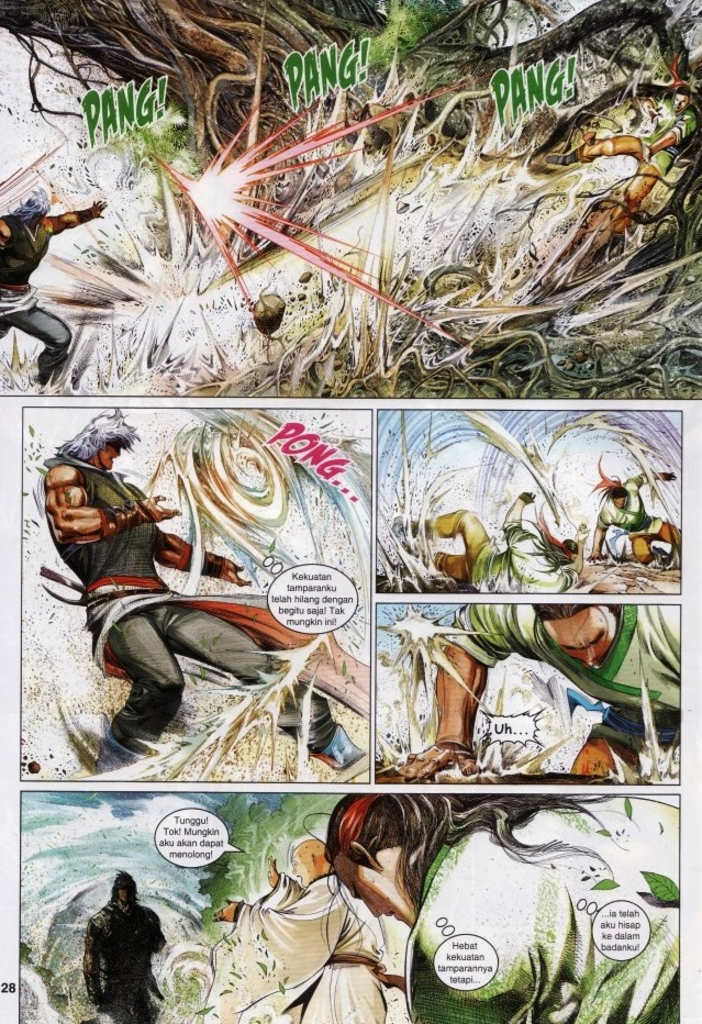 PANG!
PANG!
PANG!
PONG...
Kekuatan
tamparanku
telah hilang dengan
begitu saja! Tak
mungkin ini!
Uh...
Tunggu!
Tok! Mungkin
aku akan dapat
menolong!
Hebat
kekuatan
tamparannya
tetapi...
...ia telah
aku hisap
ke dalam
badanku!
28